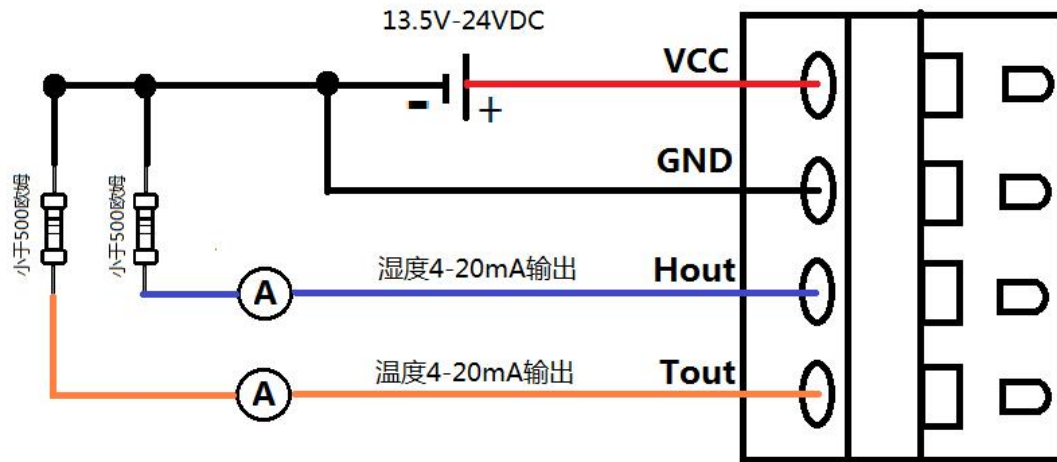 13.5V-24VDC
VCC
- +
GND
小于500欧姆
小于500欧姆
湿度4-20mA输出
Hout
A
温度4-20mA输出
Tout
A